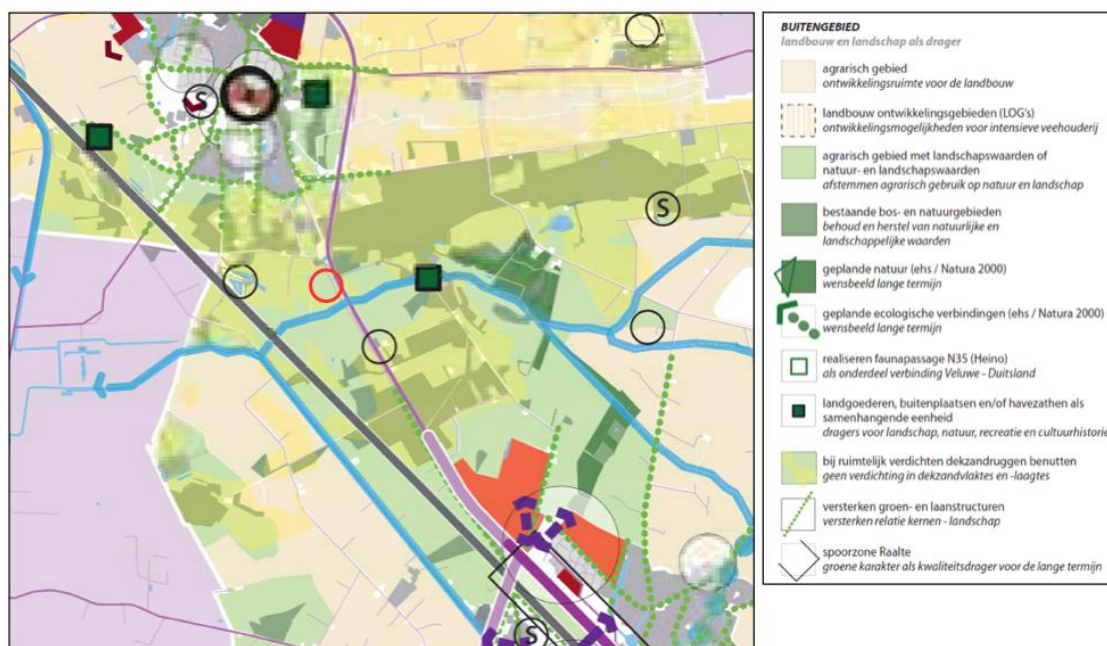 S
S
S
BUITENGEBIED
landbouw en landschap als drager
agrarisch gebied
ontwikkelingsruimte voor de landbouw
landbouw ontwikkelingsgebieden (LOG's)
ontwikkelingsmogelijkheden voor intensieve veehouderij
agrarisch gebied met landschapswaarden of
natuur- en landschapswaarden
afstemmen agrarisch gebruik op natuur en landschap
bestaande bos- en natuurgebieden
behoud en herstel van natuurlijke en
landschappelijke waarden
geplande natuur (ehs / Natura 2000)
wensbeeld lange termijn
geplande ecologische verbindingen (ehs / Natura 2000)
wensbeeld lange termijn
realiseren faunapassage N35 (Heino)
als onderdeel verbinding Veluwe - Duitsland
landgoederen, buitenplaatsen en/of havezathen als
samenhangende eenheid
dragers voor landschap, natuur, recreatie en cultuurhistorie
bij ruimtelijk verdichten dekzandruggen benutten
geen verdichting in dekzandvlaktes en -laagtes
versterken groen- en laanstructuren
versterken relatie kernen - landschap
spoorzone Raalte
groene karakter als kwaliteitsdrager voor de lange termijn